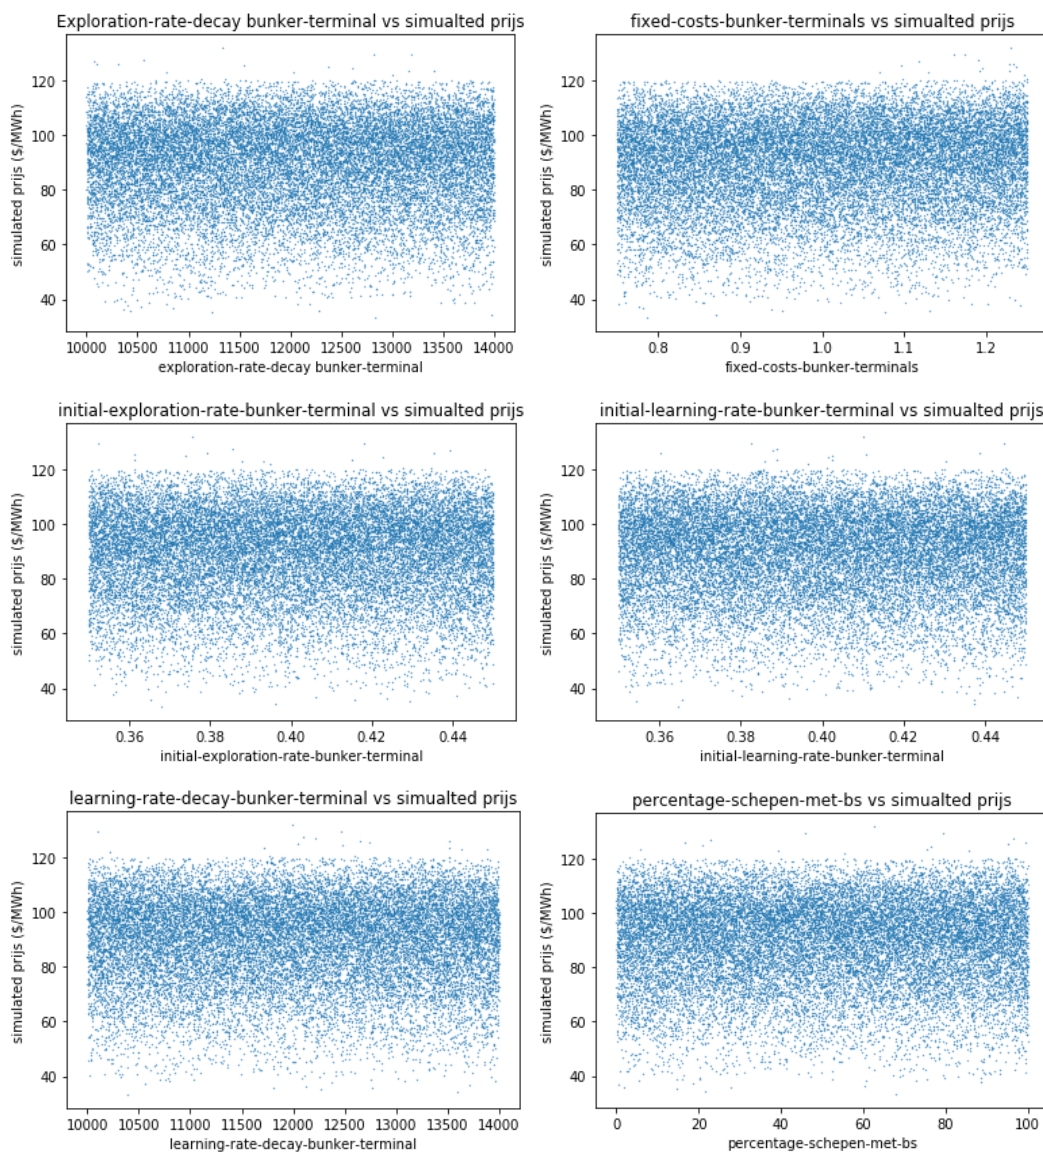 Exploration-rate-decay bunker-terminal vs simualted prijs
simulated prijs ($/MWh)
120
100
80
60
40
10000 10500 11000 11500 12000 12500 13000 13500 14000
exploration-rate-decay bunker-terminal
fixed-costs-bunker-terminals vs simualted prijs
simulated prijs ($/MWh)
120
100
80
60
40
0.8 0.9 1.0 1.1 1.2
fixed-costs-bunker-terminals
initial-exploration-rate-bunker-terminal vs simualted prijs
simulated prijs ($/MWh)
120
100
80
60
40
0.36 0.38 0.40 0.42 0.44
initial-exploration-rate-bunker-terminal
initial-learning-rate-bunker-terminal vs simualted prijs
simulated prijs ($/MWh)
120
100
80
60
40
0.36 0.38 0.40 0.42 0.44
initial-learning-rate-bunker-terminal
learning-rate-decay-bunker-terminal vs simualted prijs
simulated prijs ($/MWh)
120
100
80
60
40
10000 10500 11000 11500 12000 12500 13000 13500 14000
learning-rate-decay-bunker-terminal
percentage-schepen-met-bs vs simualted prijs
simulated prijs ($/MWh)
120
100
80
60
40
0 20 40 60 80 100
percentage-schepen-met-bs